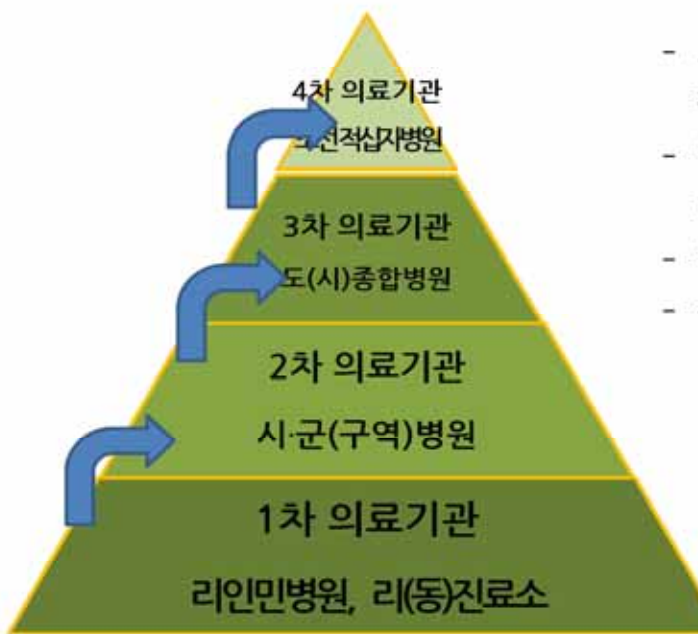 4차 의료기관
전적십자병원
3차 의료기관
도(시)종합병원
2차 의료기관
시·군(구역)병원
1차 의료기관
리인민병원, 리(동)진료소